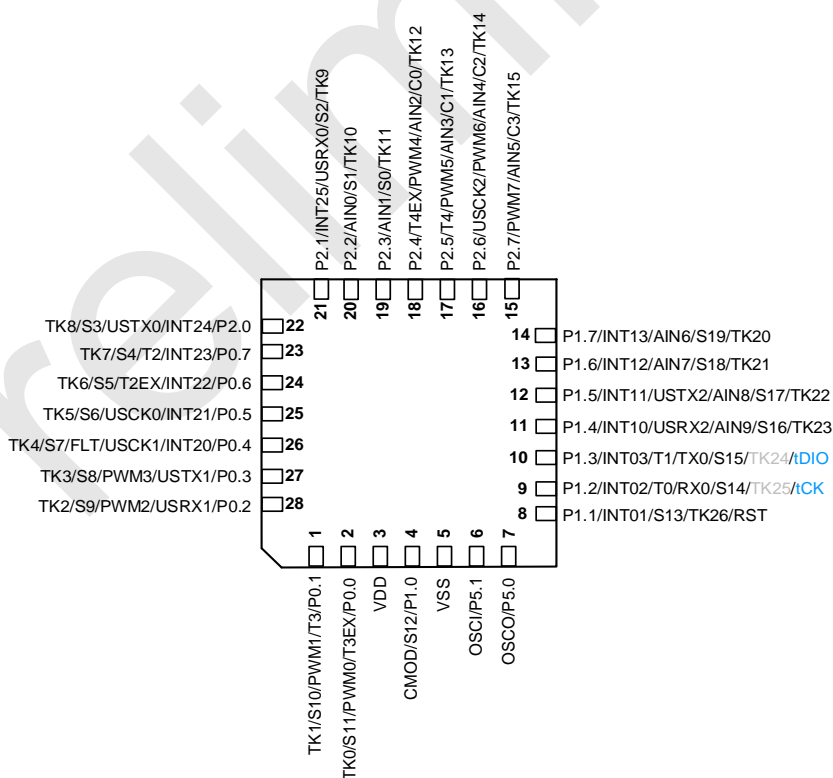 relimi
P2.1/INT25/USRX0/S2/TK9
P2.2/AIN0/S1/TK10
P2.3/AIN1/S0/TK11
P2.4/T4EX/PWM4/AIN2/C0/TK12
P2.5/T4/PWM5/AIN3/C1/TK13
P2.6/USCK2/PWM6/AIN4/C2/TK14
P2.7/PWM7/AIN5/C3/TK15
21
20
19
18
17
16
15
TK8/S3/USTX0/INT24/P2.0 22
TK7/S4/T2/INT23/P0.7 23
TK6/S5/T2EX/INT22/P0.6 24
TK5/S6/USCK0/INT21/P0.5 25
TK4/S7/FLT/USCK1/INT20/P0.4 26
TK3/S8/PWM3/USTX1/P0.3 27
TK2/S9/PWM2/USRX1/P0.2 28
14 P1.7/INT13/AIN6/S19/TK20
13 P1.6/INT12/AIN7/S18/TK21
12 P1.5/INT11/USTX2/AIN8/S17/TK22
11 P1.4/INT10/USRX2/AIN9/S16/TK23
10 P1.3/INT03/T1/TX0/S15/TK24/tDIO
9 P1.2/INT02/T0/RX0/S14/TK25/tCK
8 P1.1/INT01/S13/TK26/RST
1
2
3
4
5
6
7
TK1/S10/PWM1/T3/P0.1
TK0/S11/PWM0/T3EX/P0.0
VDD
CMOD/S12/P1.0
VSS
OSCI/P5.1
OSCO/P5.0